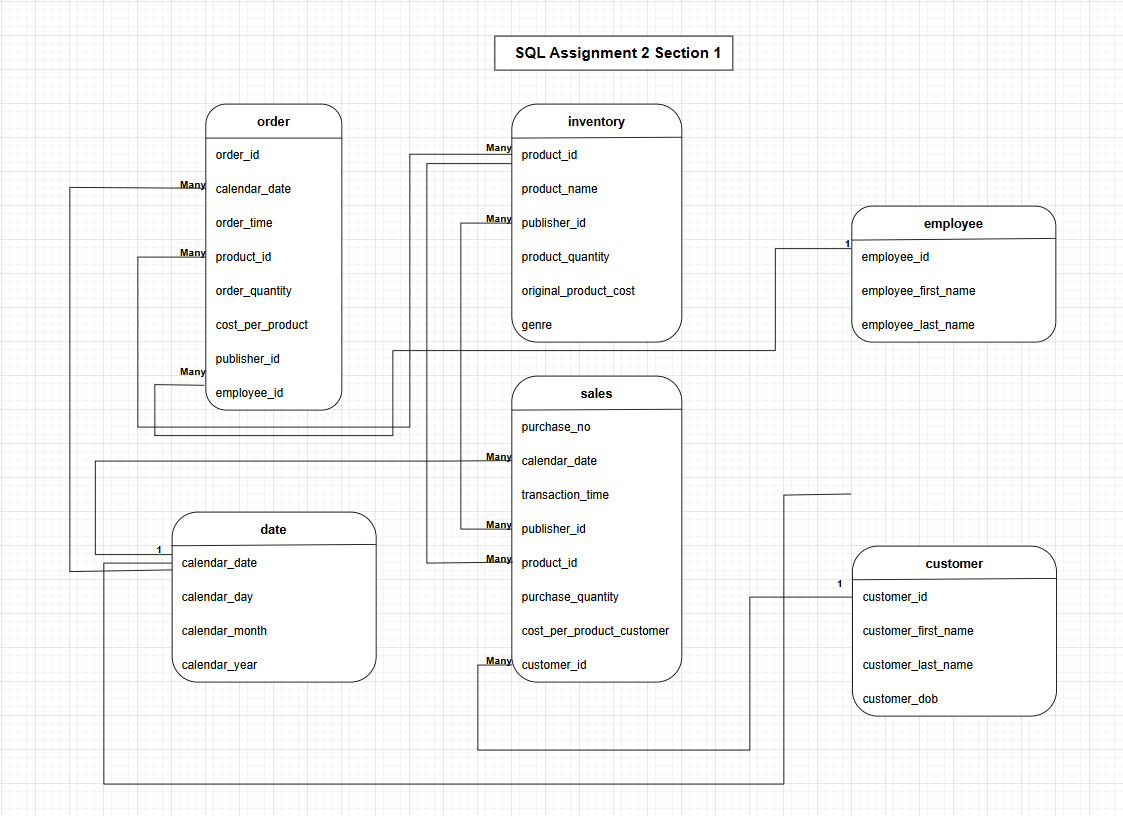 SQL Assignment 2 Section 1
order
order_id
Many
calendar_date
order_time
Many
product_id
order_quantity
cost_per_product
publisher_id
Many
employee_id
inventory
Many
product_id
product_name
Many
publisher_id
product_quantity
original_product_cost
genre
employee
1
employee_id
employee_first_name
employee_last_name
sales
purchase_no
Many
calendar_date
transaction_time
Many
publisher_id
Many
product_id
purchase_quantity
cost_per_product_customer
Many
customer_id
date
1
calendar_date
calendar_day
calendar_month
calendar_year
customer
1
customer_id
customer_first_name
customer_last_name
customer_dob